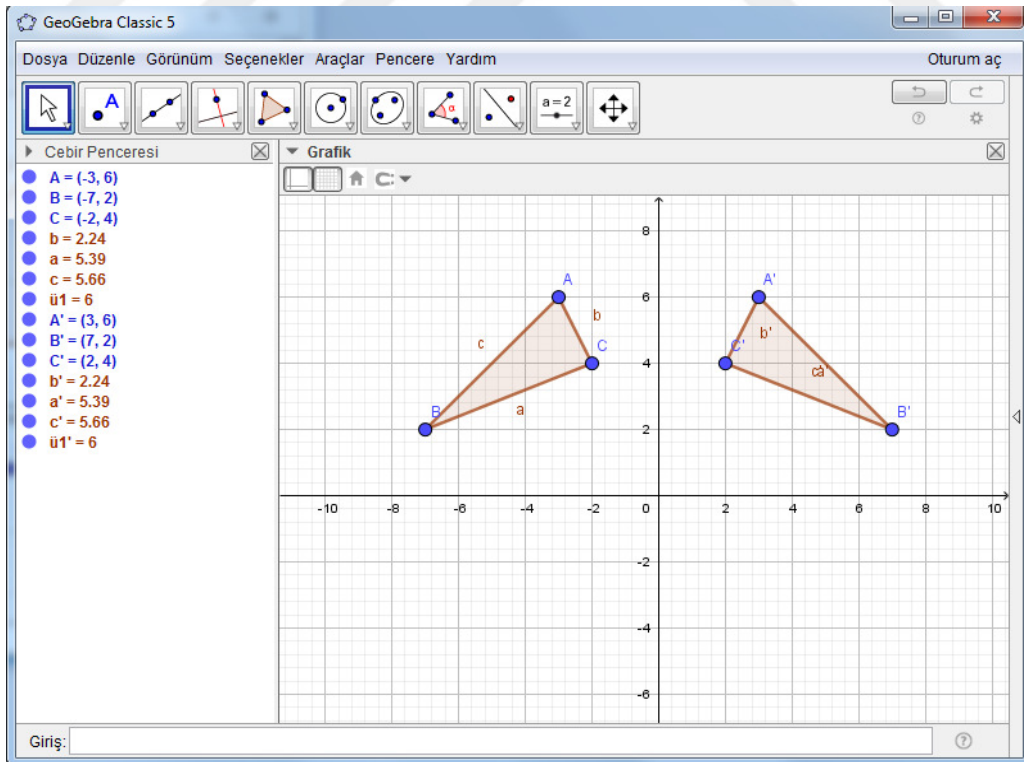 GeoGebra Classic 5
Dosya Düzenle Görünüm Seçenekler Araçlar Pencere Yardım Oturum aç
A α a = 2
Cebir Penceresi
Grafik
A = (-3, 6)
B = (-7, 2)
C = (-2, 4)
b = 2.24
a = 5.39
c = 5.66
ü1 = 6
A' = (3, 6)
B' = (7, 2)
C' = (2, 4)
b' = 2.24
a' = 5.39
c' = 5.66
ü1' = 6
8
A A'
6
b b'
c C C'
4
a
B B'
2
-10 -8 -6 -4 -2 0 2 4 6 8 10
-2
-4
-6
Giriş: